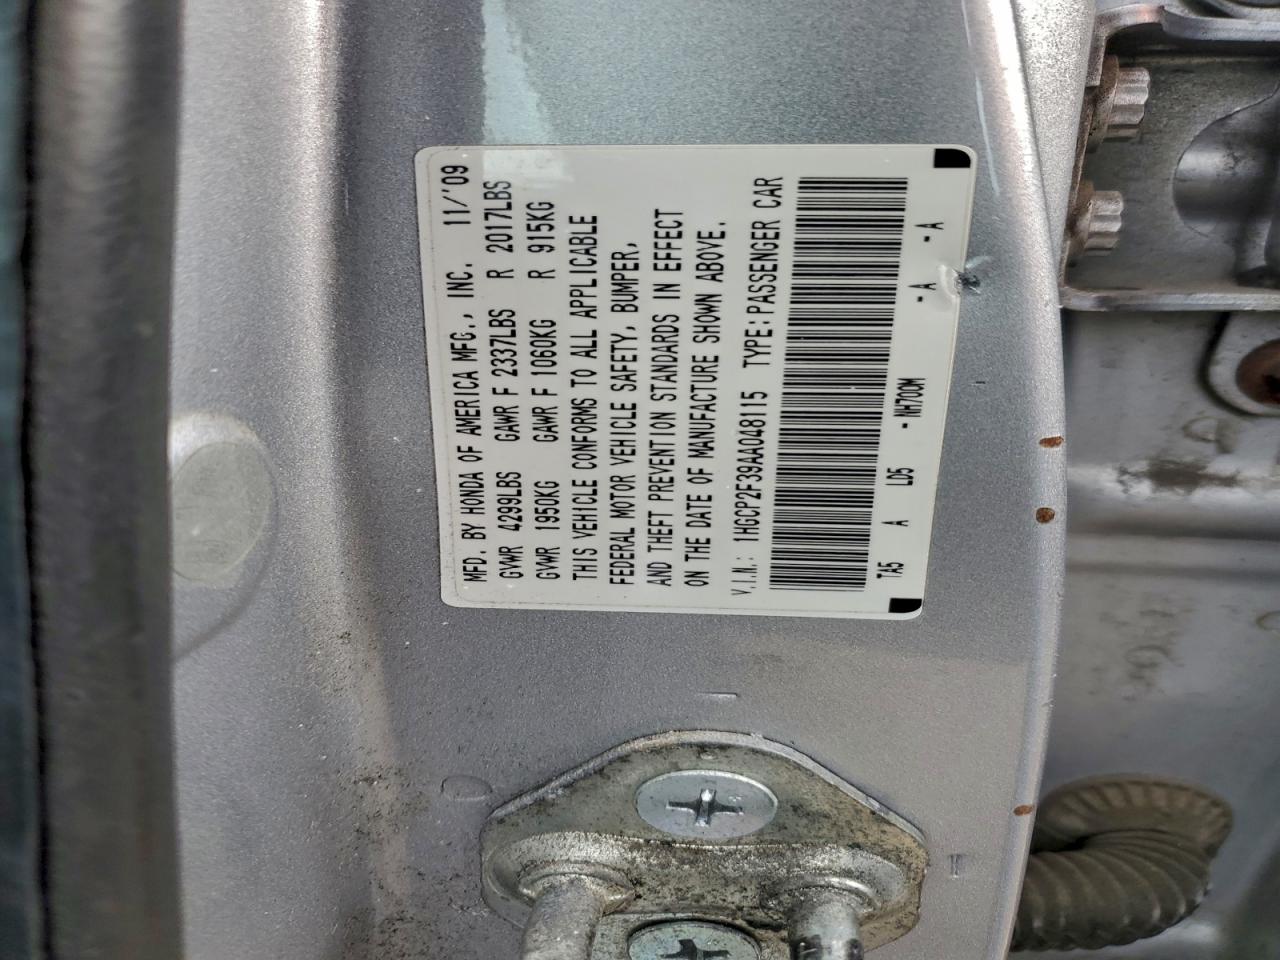 MFD. BY HONDA OF AMERICA MFG., INC. 11/'09
GVWR 4299LBS GAWR F 2337LBS R 2017LBS
GVWR 1950KG GAWR F 1060KG R 915KG
THIS VEHICLE CONFORMS TO ALL APPLICABLE
FEDERAL MOTOR VEHICLE SAFETY, BUMPER,
AND THEFT PREVENTION STANDARDS IN EFFECT
ON THE DATE OF MANUFACTURE SHOWN ABOVE.
V.I.N.: 1HGCP2F39AA048115 TYPE: PASSENGER CAR
TA5 A LD5 - NH700M - A - A